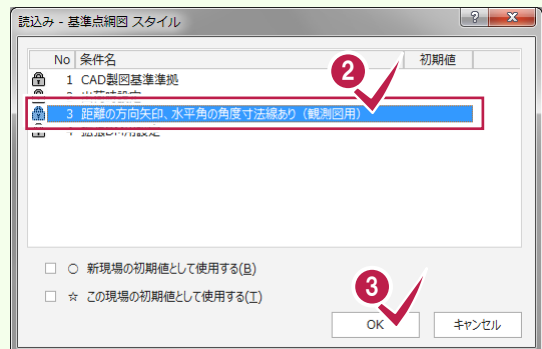 読込み - 基準点網図 スタイル
?
No 条件名 初期値
2
1 CAD製図基準準拠
3 距離の方向矢印、水平角の角度寸法線あり（観測図用）
○ 新現場の初期値として使用する(B)
☆ この現場の初期値として使用する(T)
3
OK キャンセル